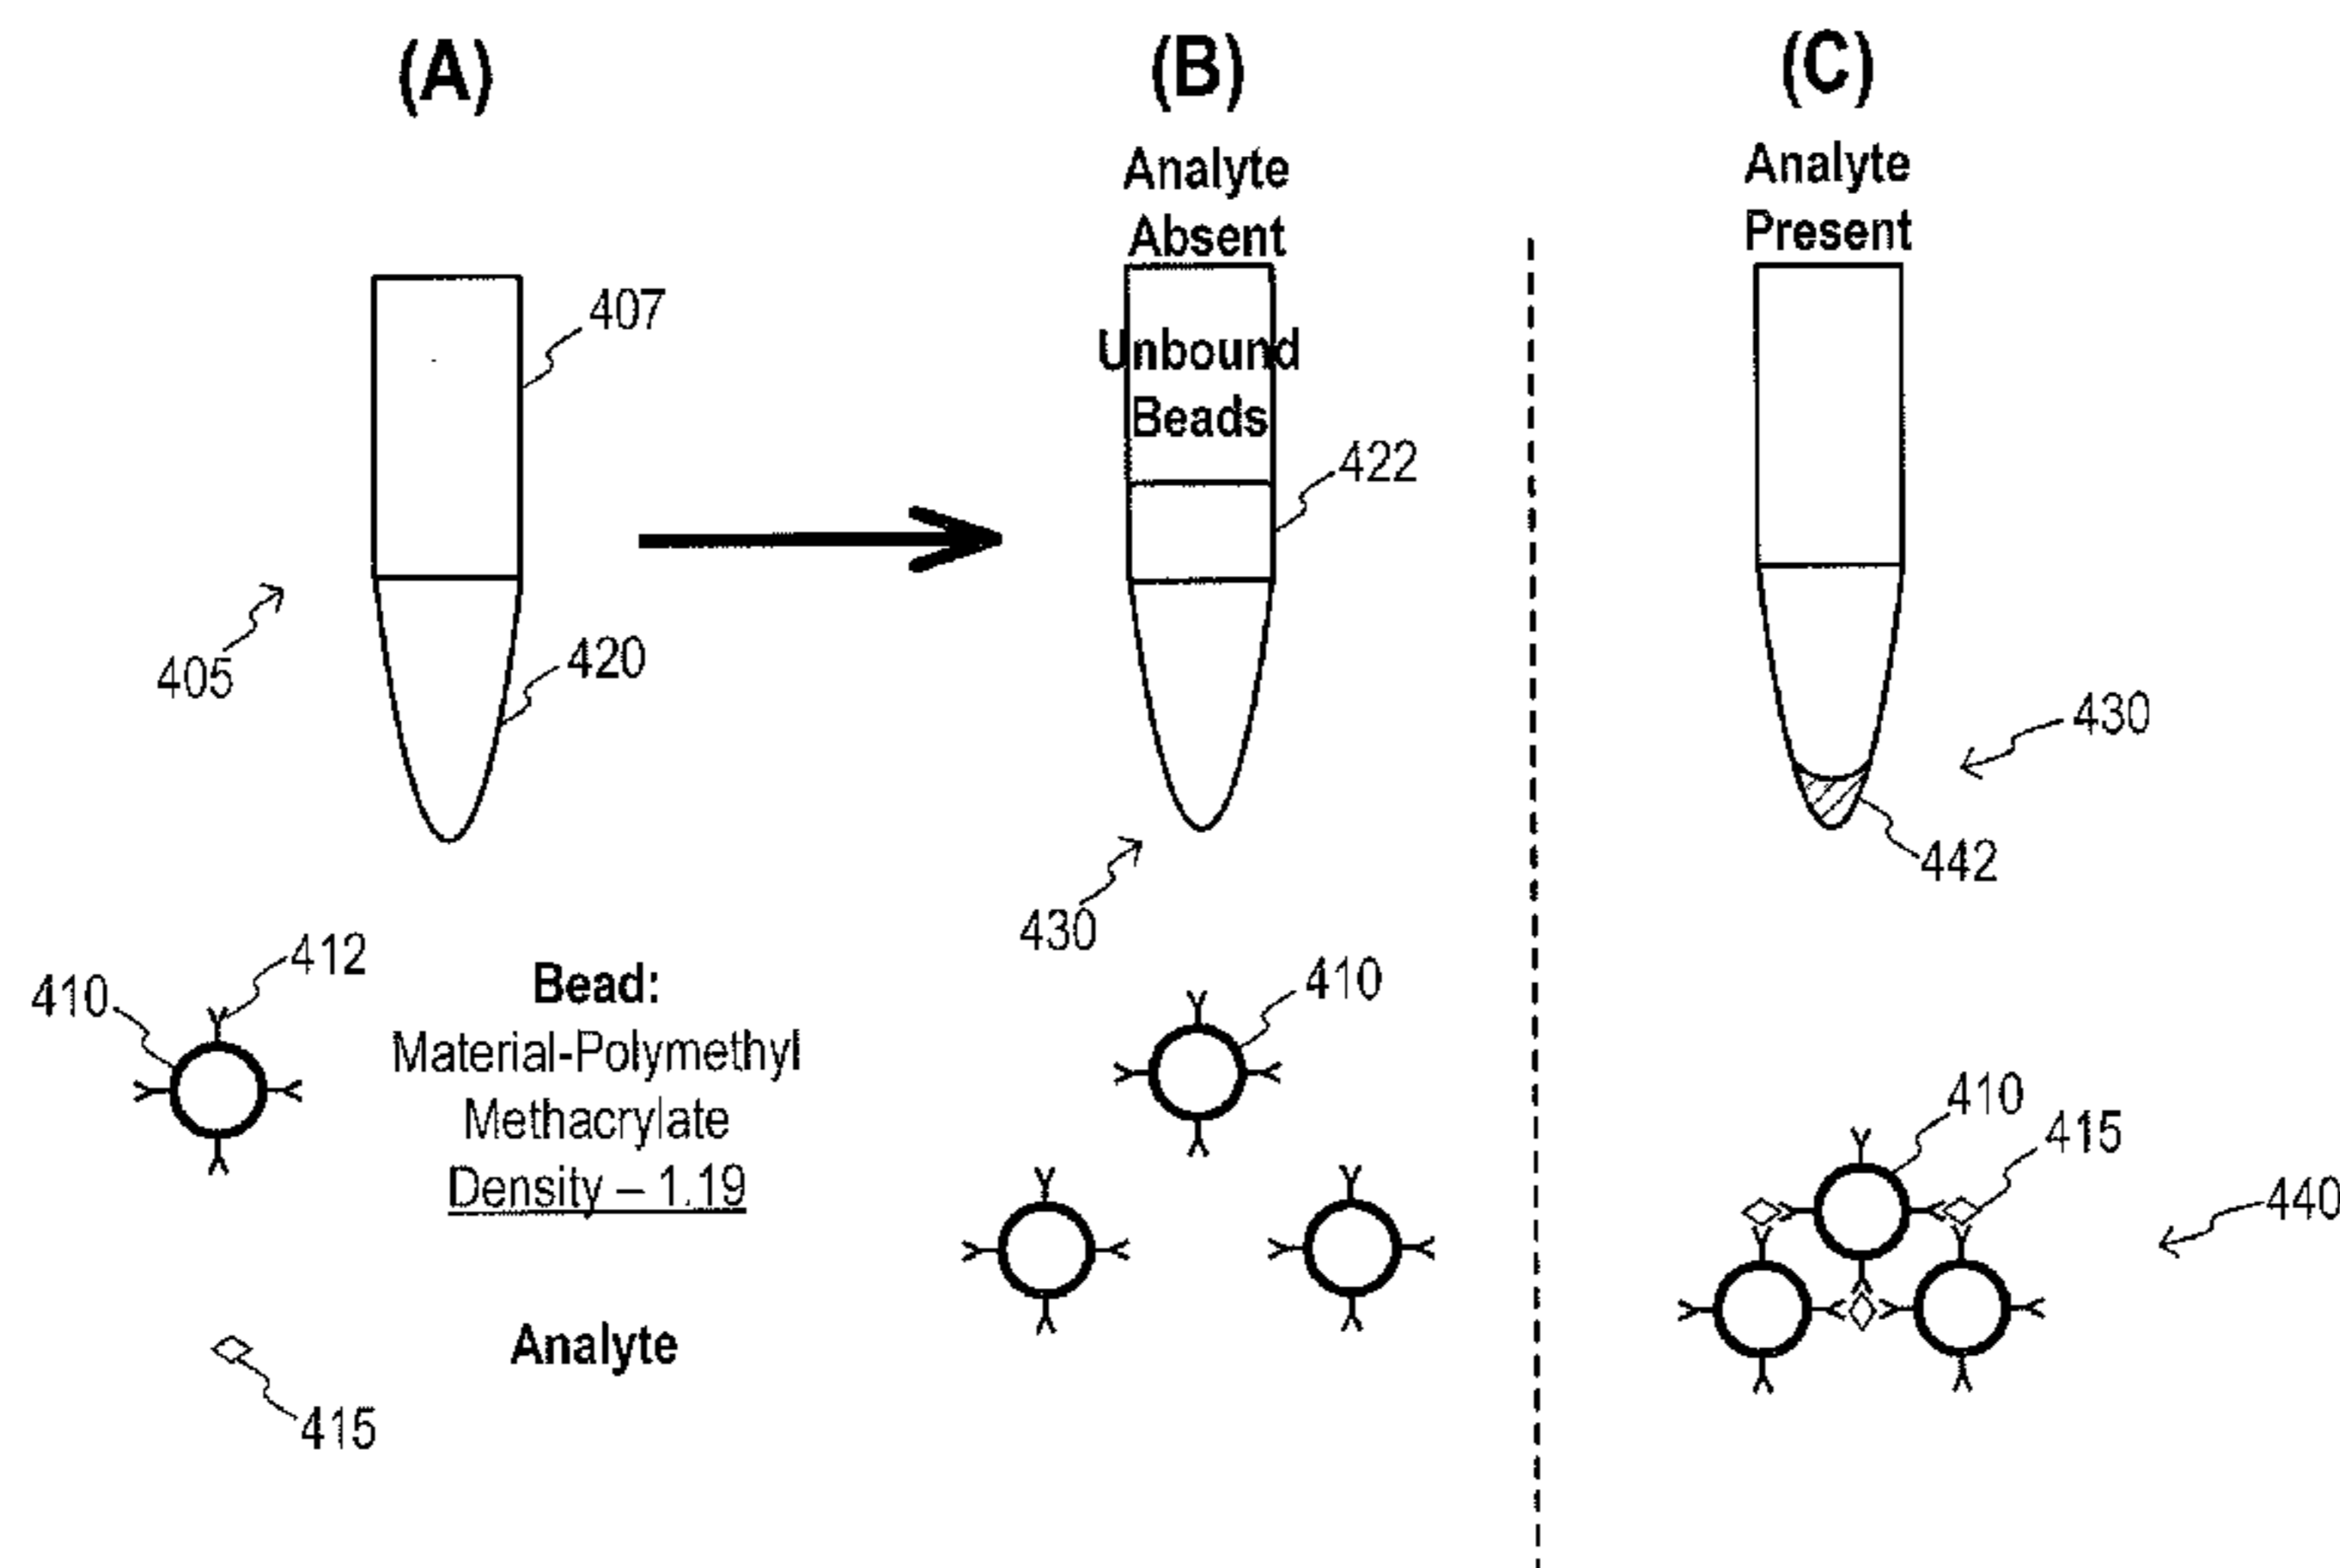 (A)
407
405
420
410
412
Bead:
Material-Polymethyl
Methacrylate
Density – 1.19
Analyte
415
(B)
Analyte
Absent
Unbound
Beads
422
430
410
(C)
Analyte
Present
430
442
410
415
440